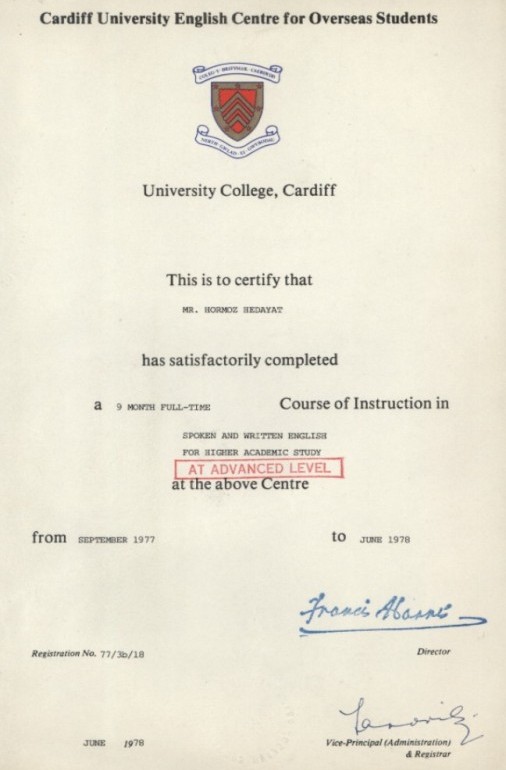 Cardiff University English Centre for Overseas Students
University College, Cardiff
This is to certify that
MR. HORMOZ HEDAYAT
has satisfactorily completed
a 9 MONTH FULL-TIME Course of Instruction in
SPOKEN AND WRITTEN ENGLISH
FOR HIGHER ACADEMIC STUDY
AT ADVANCED LEVEL
at the above Centre
from SEPTEMBER 1977 to JUNE 1978
Registration No. 77/3b/18
Director
JUNE 1978
Vice-Principal (Administration)
& Registrar